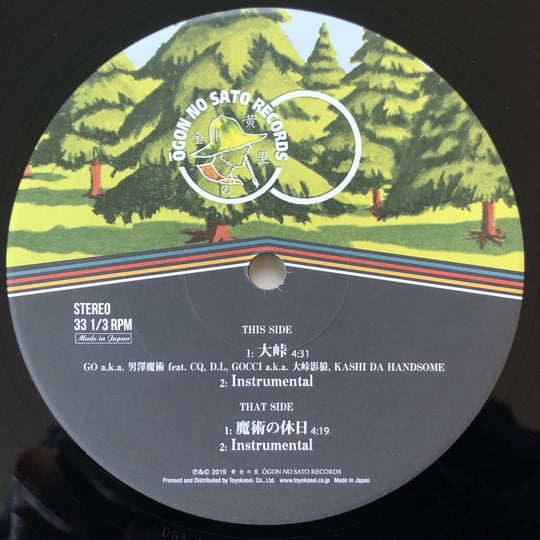 ŌGON NO SATO RECORDS
黄金の里
STEREO
33 1/3 RPM
Made in Japan
THIS SIDE
1: 大峠 4:31
GO a.k.a. 男澤魔術 feat. CQ, D.L, GOCCI a.k.a. 大峠影狼, KASHI DA HANDSOME
2: Instrumental
THAT SIDE
1: 魔術の休日 4:19
2: Instrumental
℗&© 2019 黄金の里 ŌGON NO SATO RECORDS
Pressed and Distributed by Toyokasei. Co., Ltd. www.toyokasei.co.jp Made In Japan